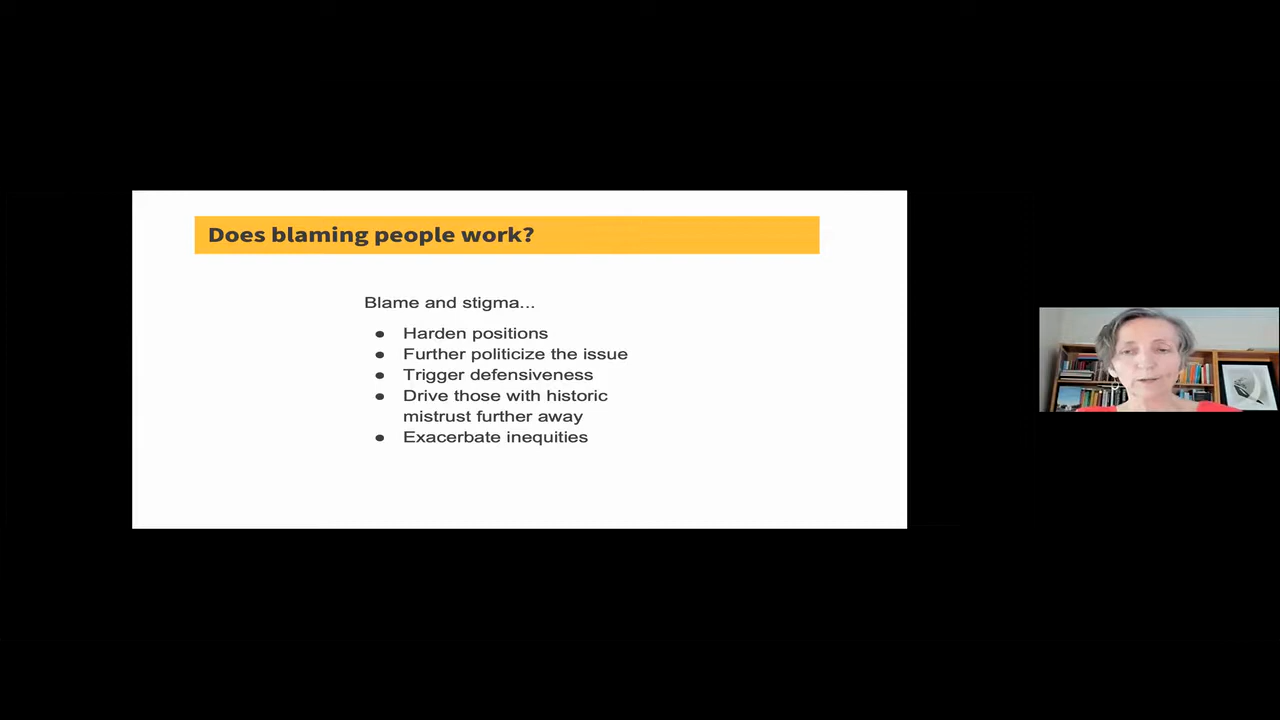 Does blaming people work?
Blame and stigma...
● Harden positions
● Further politicize the issue
● Trigger defensiveness
● Drive those with historic
mistrust further away
● Exacerbate inequities